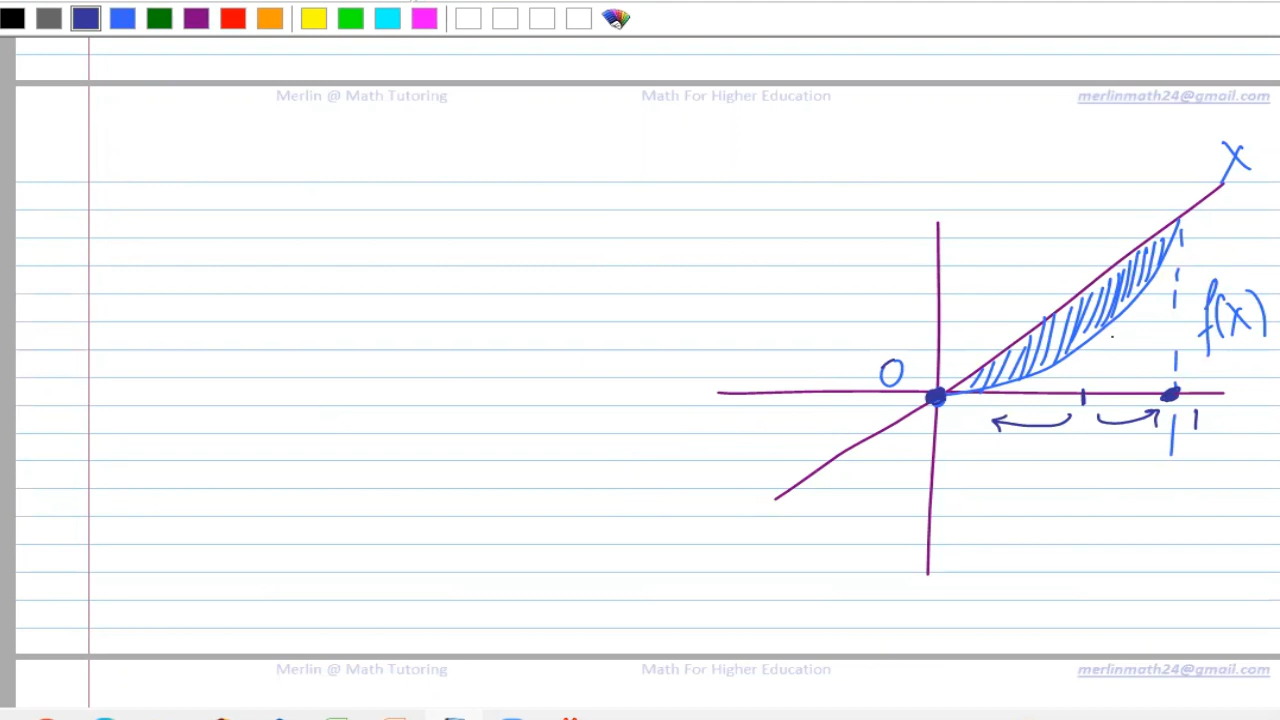 Merlin @ Math Tutoring Math For Higher Education merlinmath24@gmail.com
X
f(X)
0
1
Merlin @ Math Tutoring Math For Higher Education merlinmath24@gmail.com